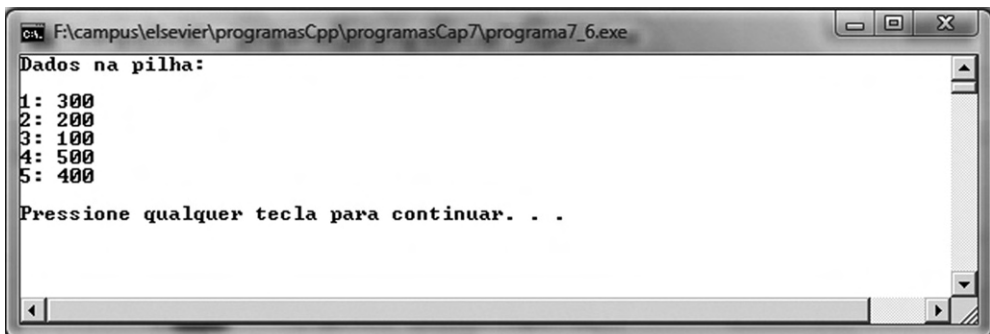 C:\. F:\campus\elsevier\programasCpp\programasCap7\programa7_6.exe
Dados na pilha:
1: 300
2: 200
3: 100
4: 500
5: 400
Pressione qualquer tecla para continuar. . .